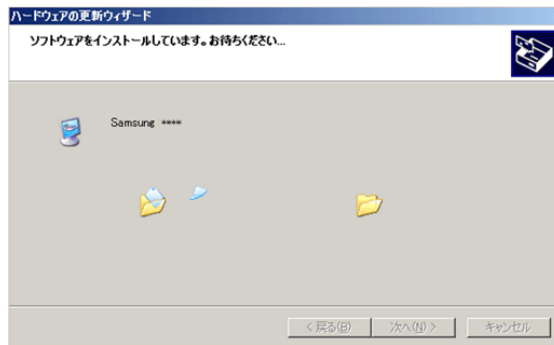 ハードウェアの更新ウィザード
ソフトウェアをインストールしています。お待ちください...
Samsung ****
< 戻る(B)
次へ(N) >
キャンセル